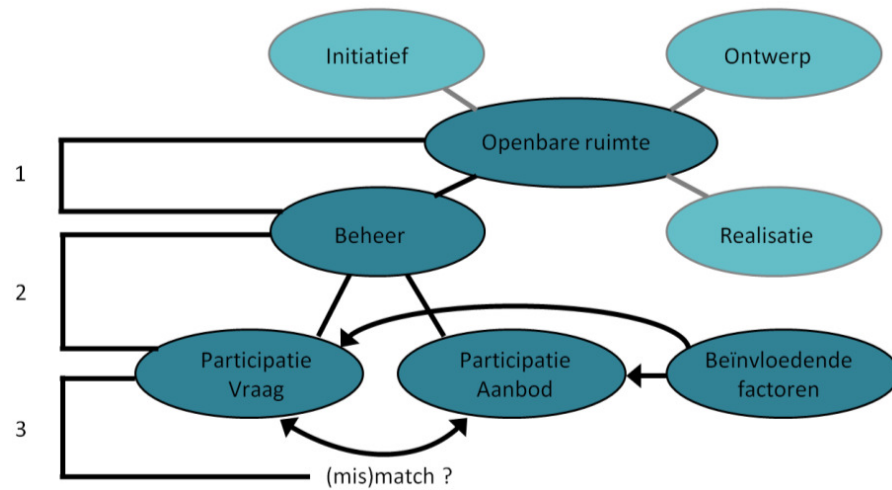 Initiatief
Ontwerp
Openbare ruimte
1
Beheer
Realisatie
2
Participatie
Vraag
Participatie
Aanbod
Beïnvloedende
factoren
3
(mis)match ?